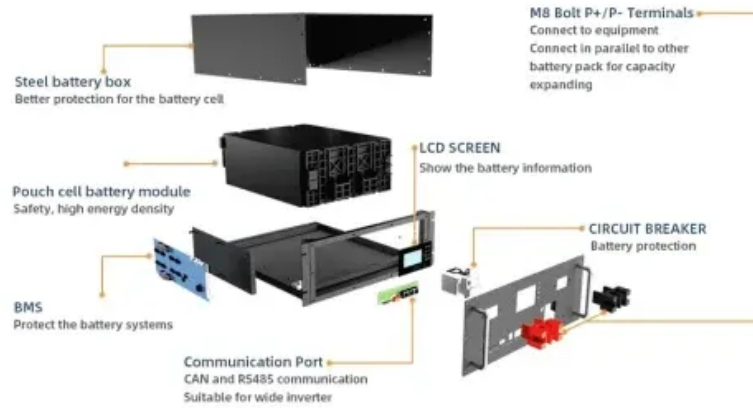 M8 Bolt P+/P- Terminals
Connect to equipment
Connect in parallel to other
battery pack for capacity
expanding
Steel battery box
Better protection for the battery cell
LCD SCREEN
Show the battery information
Pouch cell battery module
Safety, high energy density
CIRCUIT BREAKER
Battery protection
BMS
Protect the battery systems
Communication Port
CAN and RS485 communication
Suitable for wide inverter